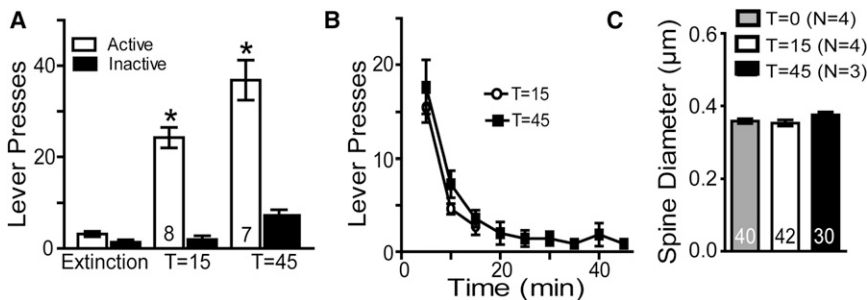 A
Lever Presses
40
20
0
Active
Inactive
*
*
8
7
Extinction
T=15
T=45
B
Lever Presses
20
15
10
5
0
T=15
T=45
0
20
40
Time (min)
C
T=0 (N=4)
T=15 (N=4)
T=45 (N=3)
Spine Diameter (µm)
0.6
0.4
0.2
0.0
40
42
30